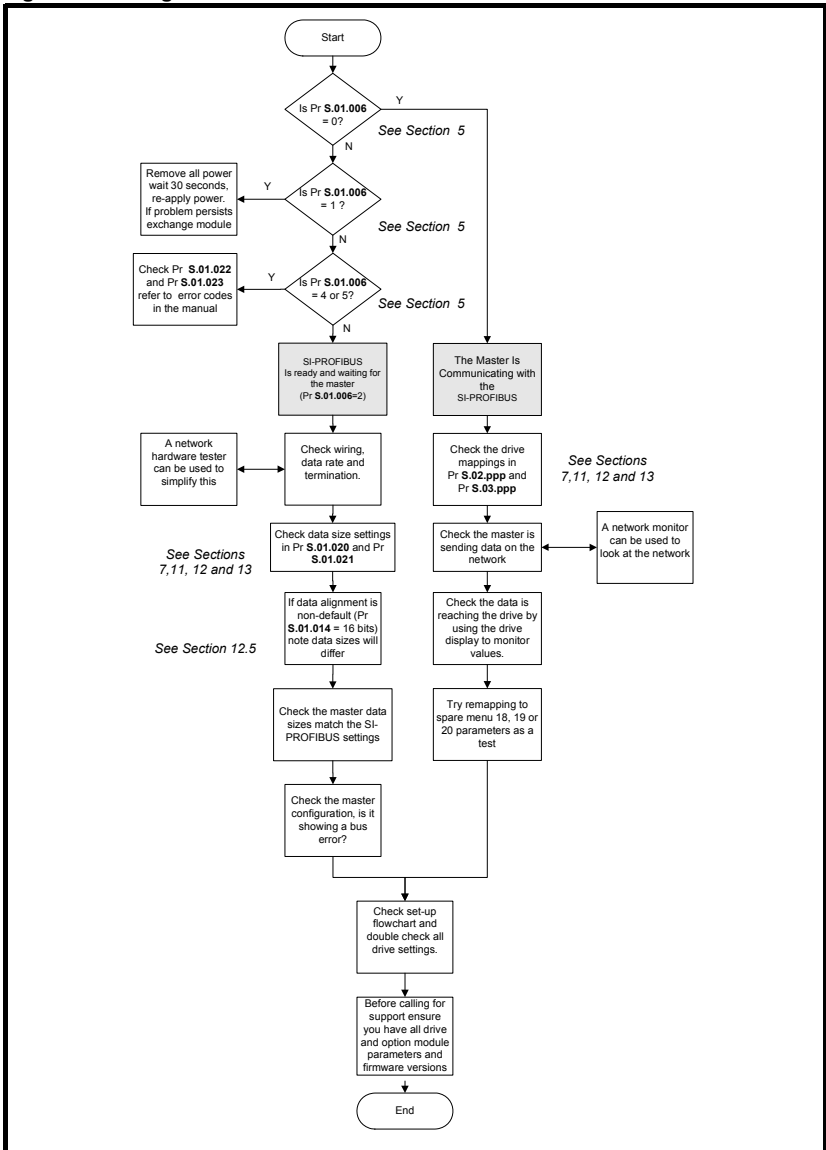 Start
Is Pr S.01.006
= 0?
Y
See Section 5
N
Remove all power
wait 30 seconds,
re-apply power.
If problem persists
exchange module
Y
Is Pr S.01.006
= 1 ?
See Section 5
N
Check Pr S.01.022
and Pr S.01.023
refer to error codes
in the manual
Y
Is Pr S.01.006
= 4 or 5?
See Section 5
N
SI-PROFIBUS
Is ready and waiting for
the master
(Pr S.01.006=2)
The Master Is
Communicating with
the
SI-PROFIBUS
A network
hardware tester
can be used to
simplify this
Check wiring,
data rate and
termination.
Check the drive
mappings in
Pr S.02.ppp and
Pr S.03.ppp
See Sections
7,11, 12 and 13
See Sections
7,11, 12 and 13
Check data size settings
in Pr S.01.020 and Pr
S.01.021
Check the master is
sending data on the
network
A network monitor
can be used to
look at the network
See Section 12.5
If data alignment is
non-default (Pr
S.01.014 = 16 bits)
note data sizes will
differ
Check the data is
reaching the drive by
using the drive
display to monitor
values.
Check the master data
sizes match the SI-
PROFIBUS settings
Try remapping to
spare menu 18, 19 or
20 parameters as a
test
Check the master
configuration, is it
showing a bus
error?
Check set-up
flowchart and
double check all
drive settings.
Before calling for
support ensure
you have all drive
and option module
parameters and
firmware versions
End